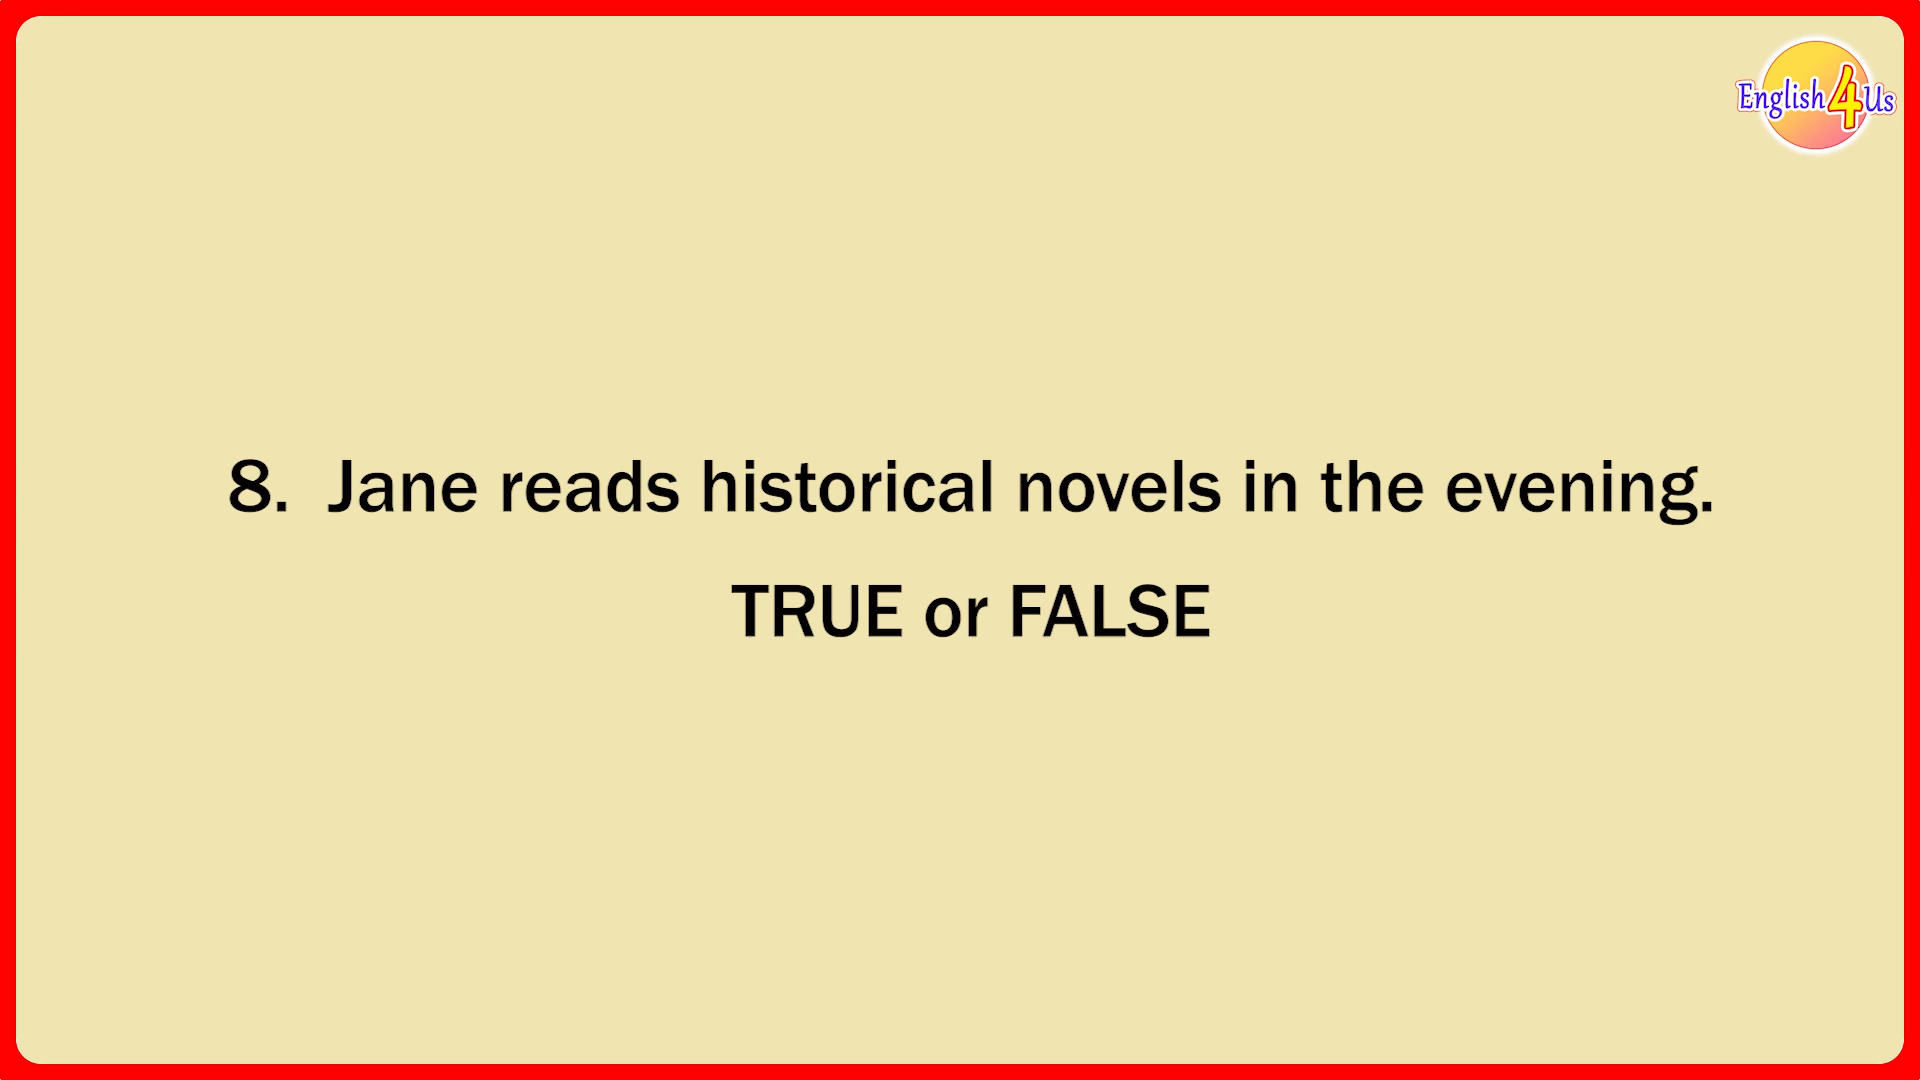 English4Us
8. Jane reads historical novels in the evening.
TRUE or FALSE